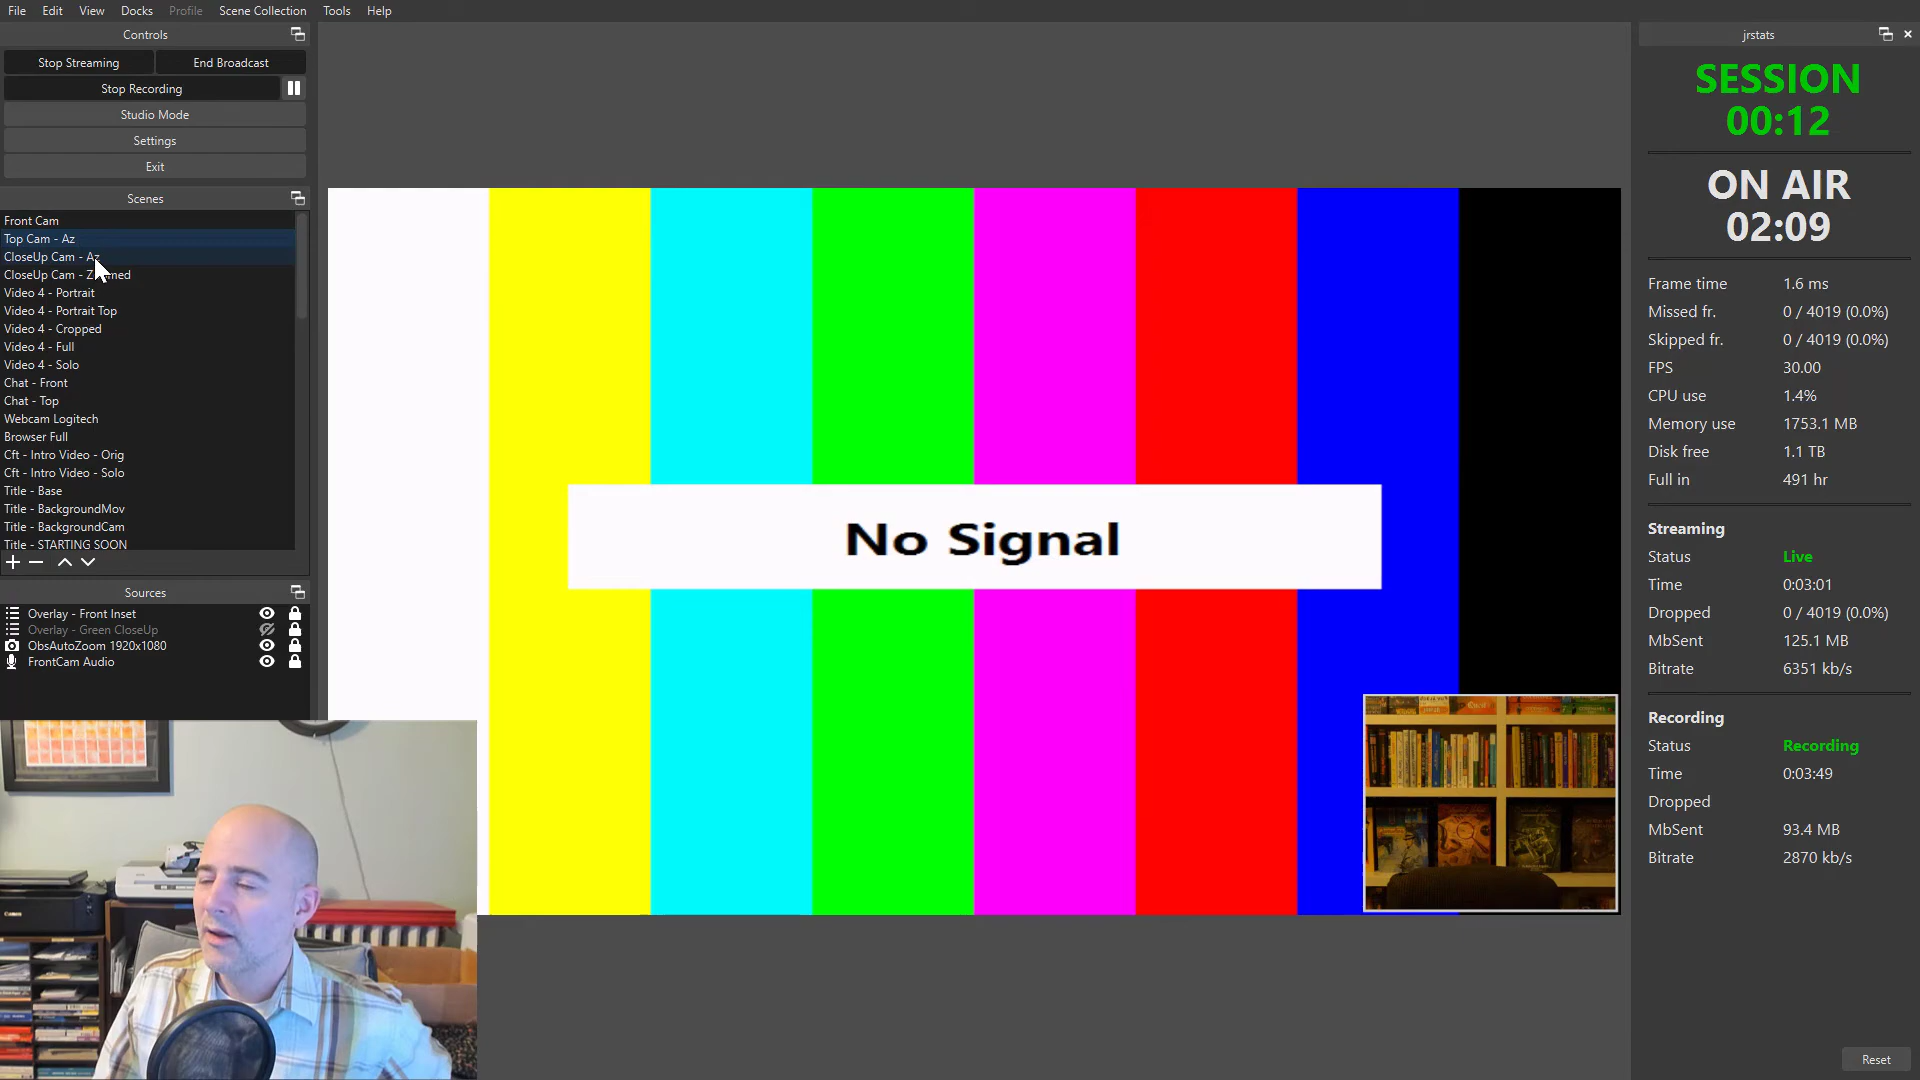 File Edit View Docks Profile Scene Collection Tools Help
Controls
Stop Streaming End Broadcast
Stop Recording
Studio Mode
Settings
Exit
Scenes
Front Cam
Top Cam - Az
CloseUp Cam - Az
CloseUp Cam -
Video 4 - Portrait
Video 4 - Portrait Top
Video 4 - Cropped
Video 4 - Full
Video 4 - Solo
Chat - Front
Chat - Top
Webcam Logitech
Browser Full
Cft - Intro Video - Orig
Cft - Intro Video - Solo
Title - Base
Title - BackgroundMov
Title - BackgroundCam
Title - STARTING SOON
Sources
Overlay - Front Inset
Overlay - Green CloseUp
ObsAutoZoom 1920x1080
FrontCam Audio
No Signal
Canon
jrstats
SESSION
00:12
ON AIR
02:09
Frame time 1.6 ms
Missed fr. 0 / 4019 (0.0%)
Skipped fr. 0 / 4019 (0.0%)
FPS 30.00
CPU use 1.4%
Memory use 1753.1 MB
Disk free 1.1 TB
Full in 491 hr
Streaming
Status Live
Time 0:03:01
Dropped 0 / 4019 (0.0%)
MbSent 125.1 MB
Bitrate 6351 kb/s
Recording
Status Recording
Time 0:03:49
Dropped
MbSent 93.4 MB
Bitrate 2870 kb/s
Reset